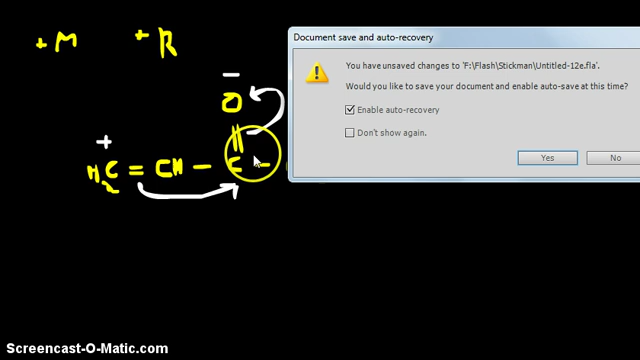 +M +R
Document save and auto-recovery
You have unsaved changes to 'F:\Flash\Stickman\Untitled-12e.fla'.
Would you like to save your document and enable auto-save at this time?
Enable auto-recovery
Don't show again.
Yes No
−
O
+ ||
H₂C = CH − C −
Screencast-O-Matic.com